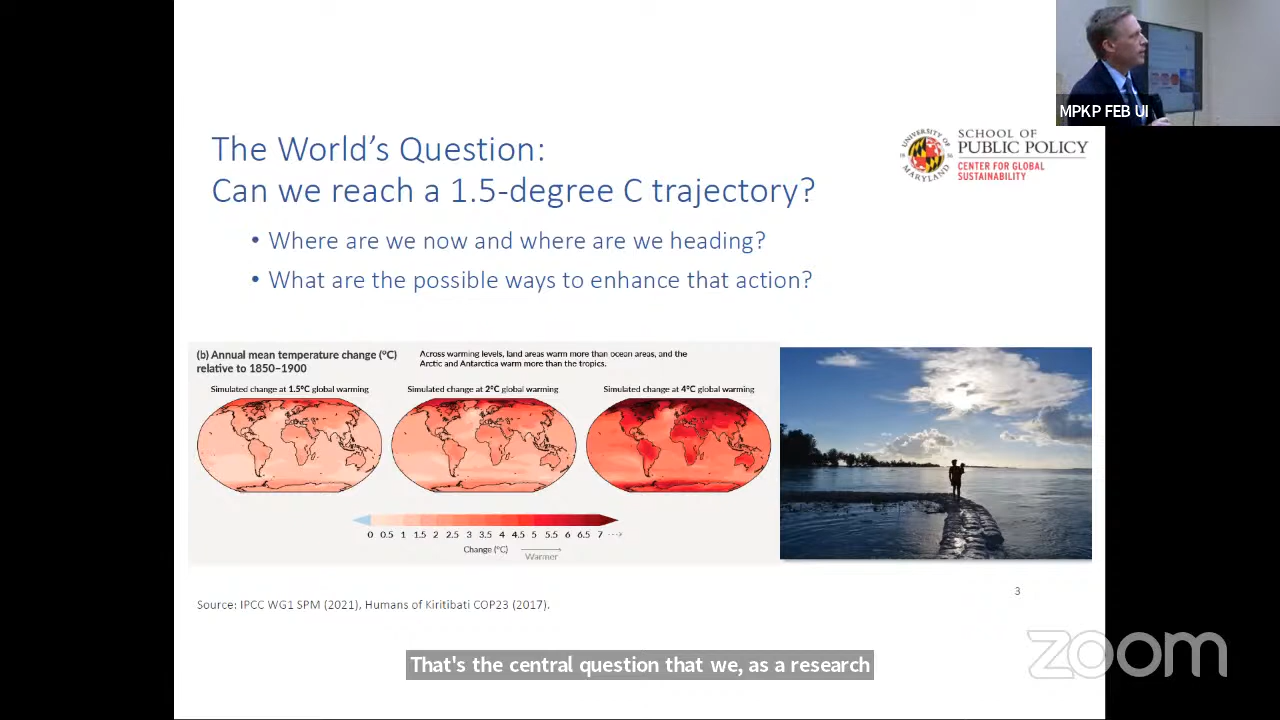 MPKP FEB UI
The World's Question:
Can we reach a 1.5-degree C trajectory?
UNIVERSITY OF
MARYLAND
18 56
SCHOOL OF
PUBLIC POLICY
CENTER FOR GLOBAL
SUSTAINABILITY
• Where are we now and where are we heading?
• What are the possible ways to enhance that action?
(b) Annual mean temperature change (°C)
relative to 1850–1900
Across warming levels, land areas warm more than ocean areas, and the
Arctic and Antarctica warm more than the tropics.
Simulated change at 1.5°C global warming
Simulated change at 2°C global warming
Simulated change at 4°C global warming
0 0.5 1 1.5 2 2.5 3 3.5 4 4.5 5 5.5 6 6.5 7
Change (°C)
Warmer
Source: IPCC WG1 SPM (2021), Humans of Kiritibati COP23 (2017).
3
That's the central question that we, as a research
zoom